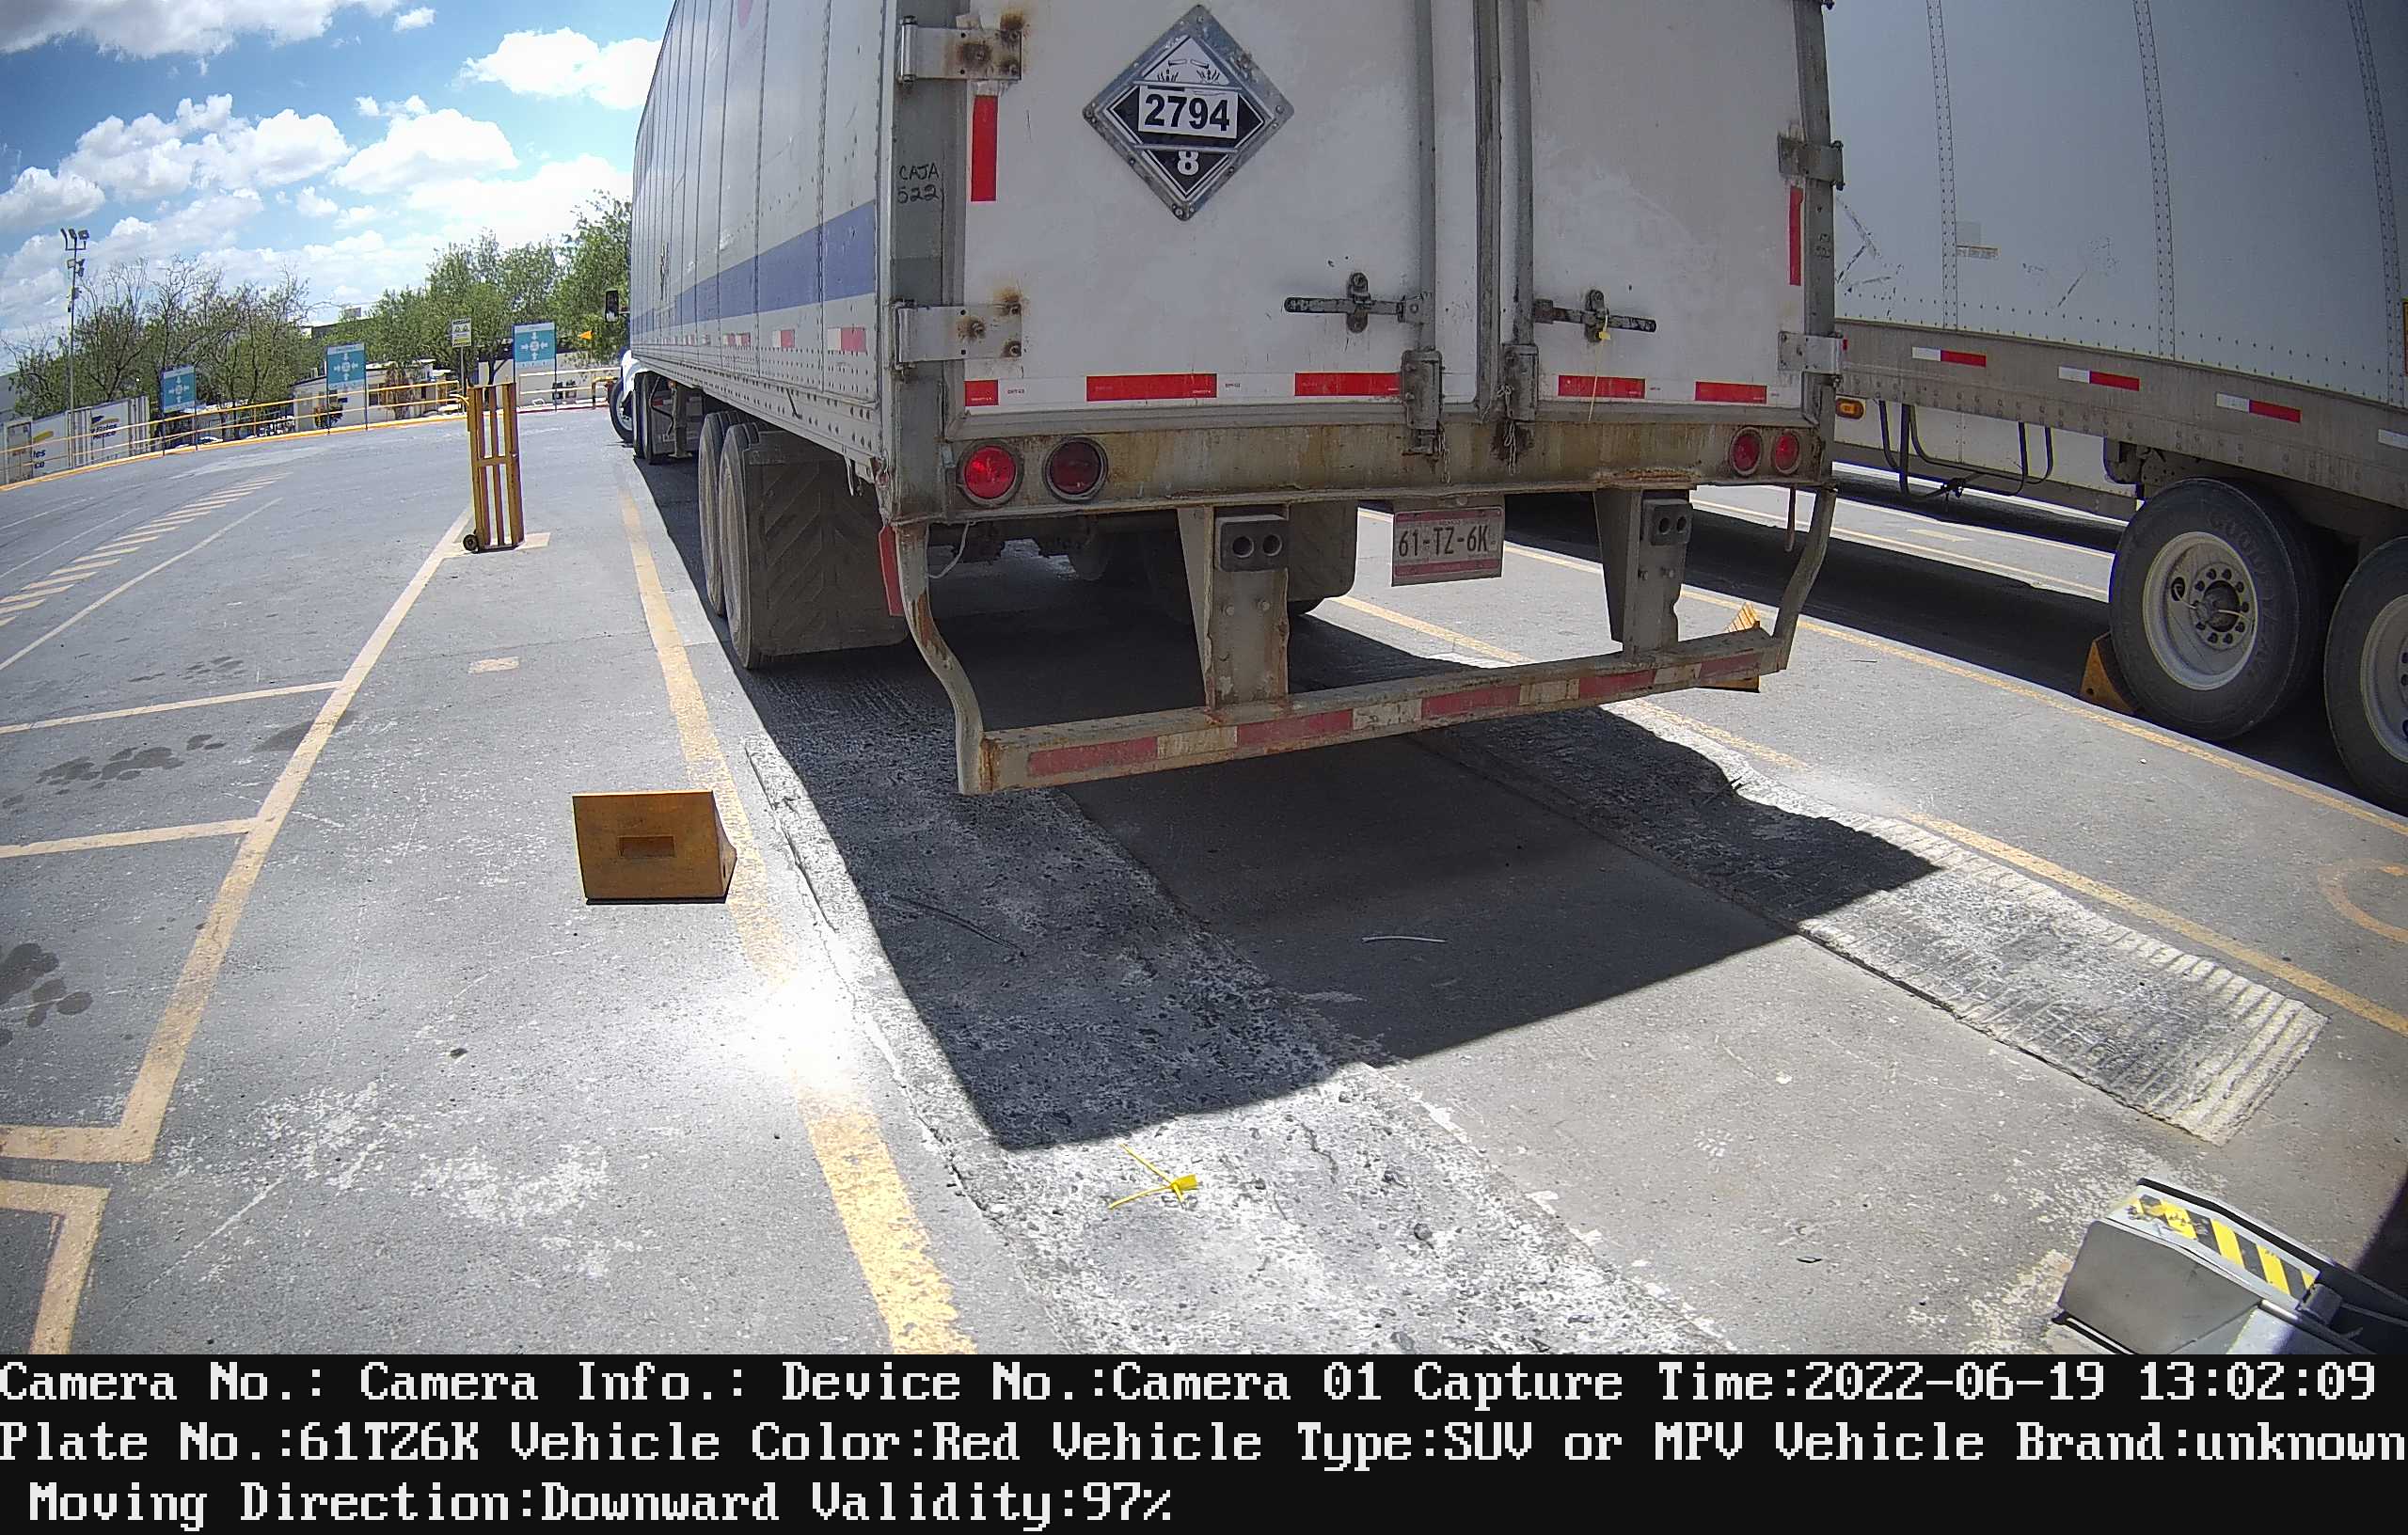 2794
8
CAJA
522
61-TZ-6K
Camera No.: Camera Info.: Device No.:Camera 01 Capture Time:2022-06-19 13:02:09
Plate No.:61TZ6K Vehicle Color:Red Vehicle Type:SUV or MPV Vehicle Brand:unknown
Moving Direction:Downward Validity:97%